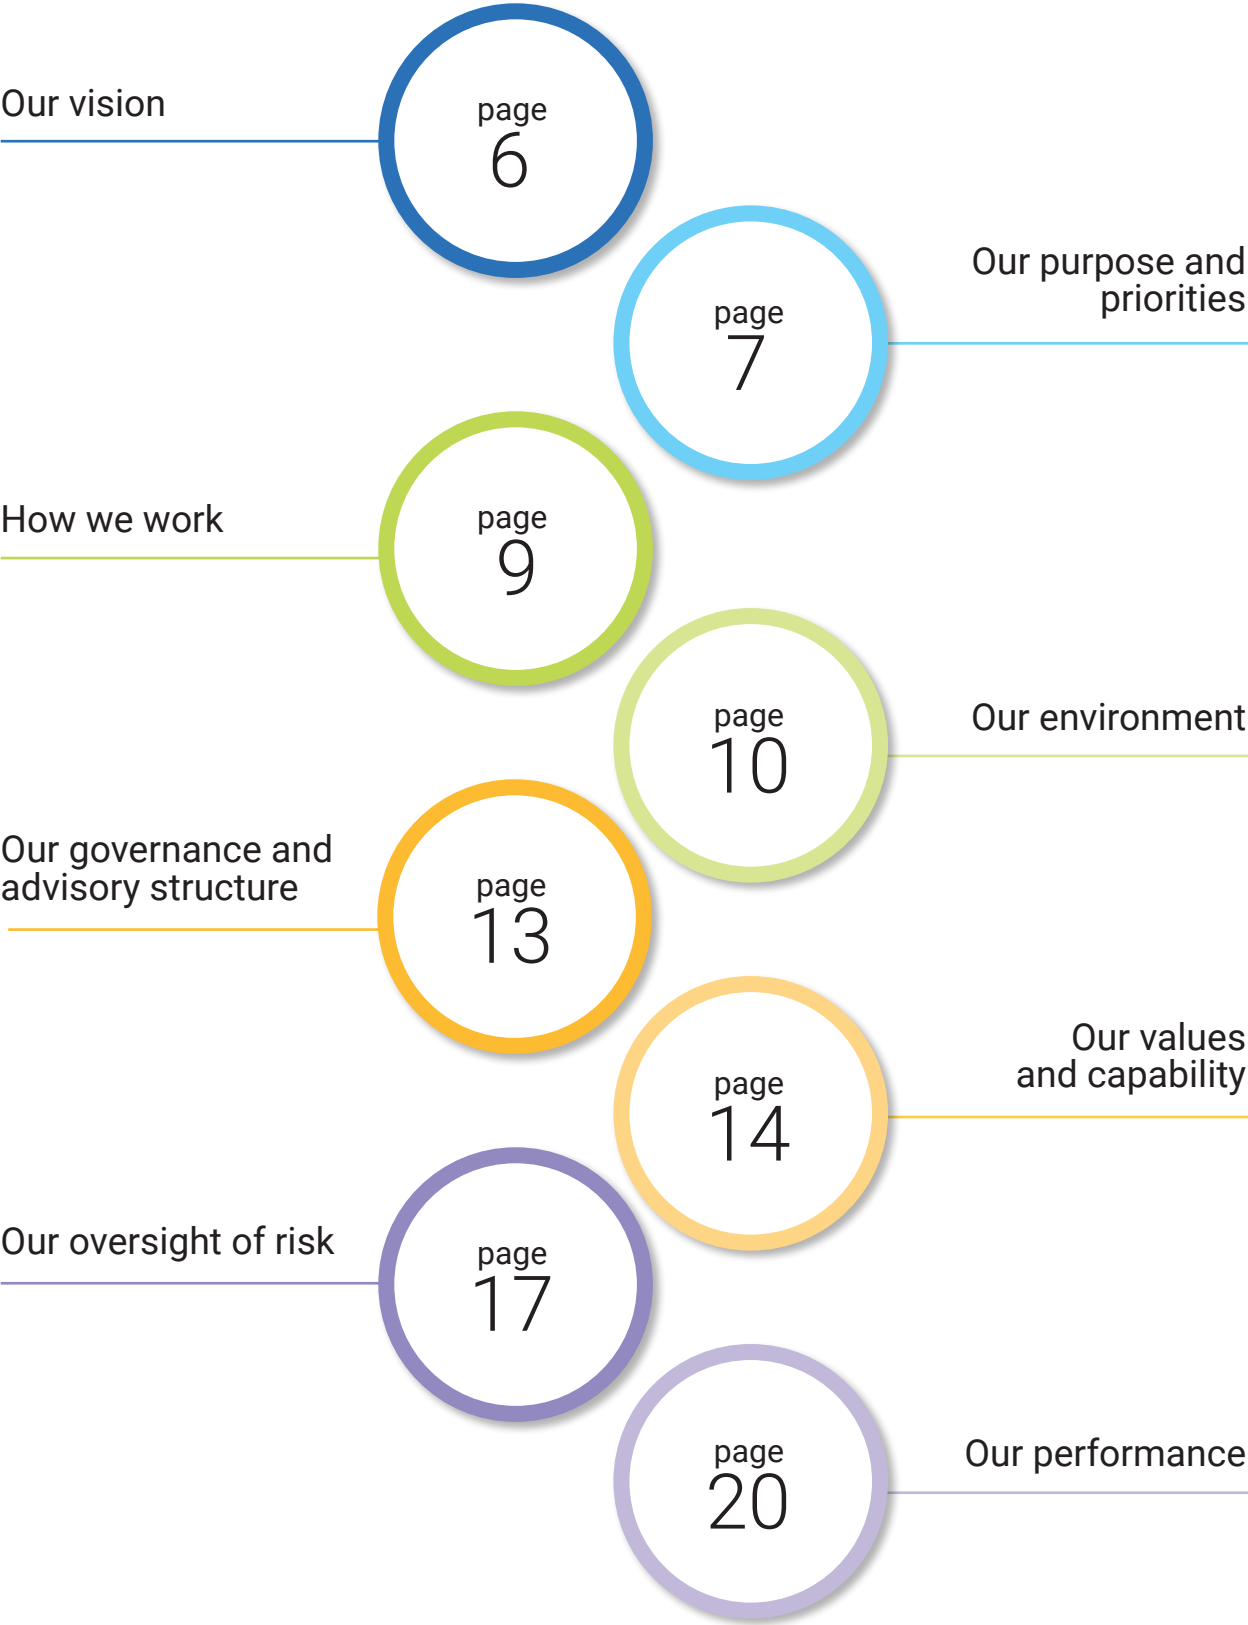 Our vision
page
6
Our purpose and
priorities
page
7
How we work
page
9
Our environment
page
10
Our governance and
advisory structure
page
13
Our values
and capability
page
14
Our oversight of risk
page
17
Our performance
page
20